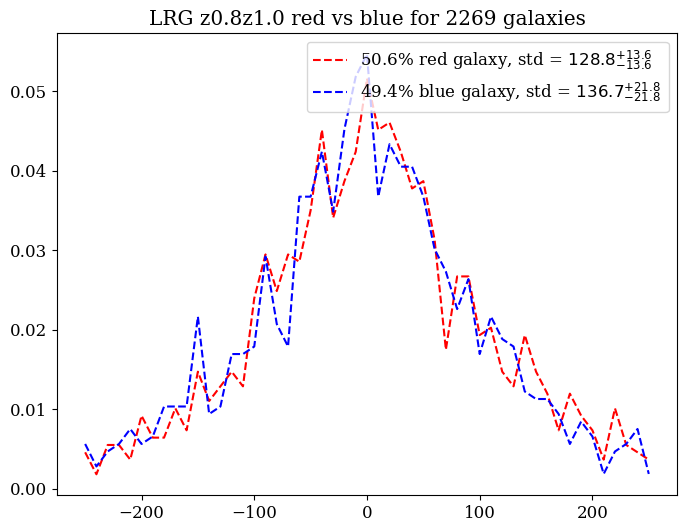 LRG z0.8z1.0 red vs blue for 2269 galaxies
50.6% red galaxy, std = 128.8+13.6−13.6
49.4% blue galaxy, std = 136.7+21.8−21.8
0.05
0.04
0.03
0.02
0.01
0.00
−200 −100 0 100 200